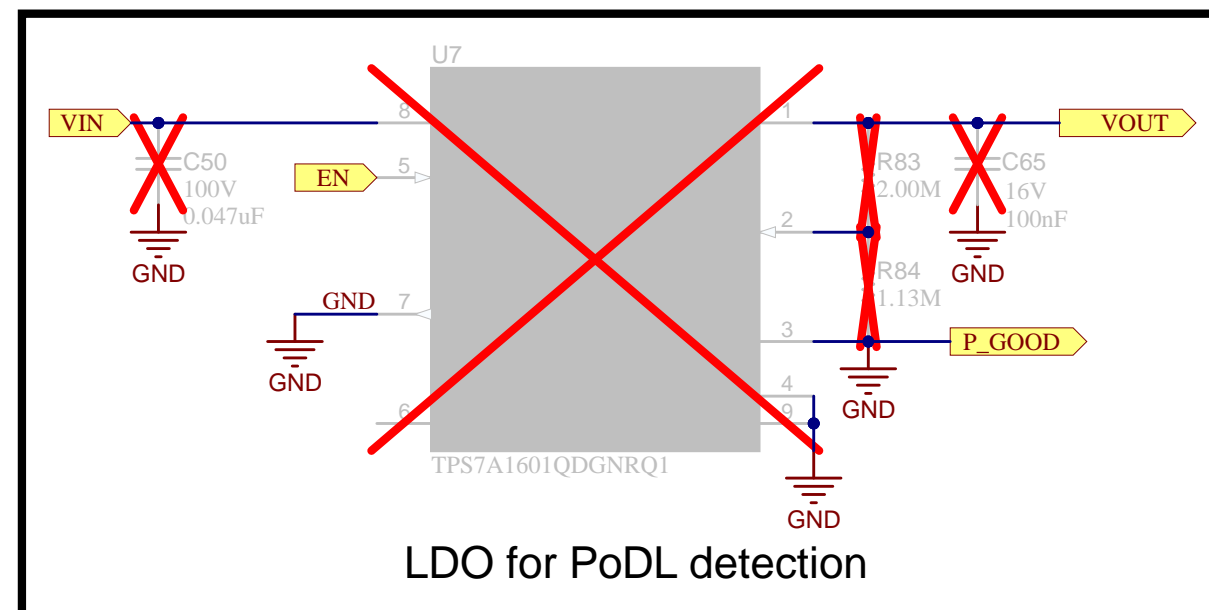 U7
VIN
8
1
VOUT
C50
100V
0.047uF
EN
5
R83
2.00M
C65
16V
100nF
GND
2
GND
GND
7
R84
1.13M
GND
3
P_GOOD
6
4
9
GND
TPS7A1601QDGNRQ1
GND
LDO for PoDL detection